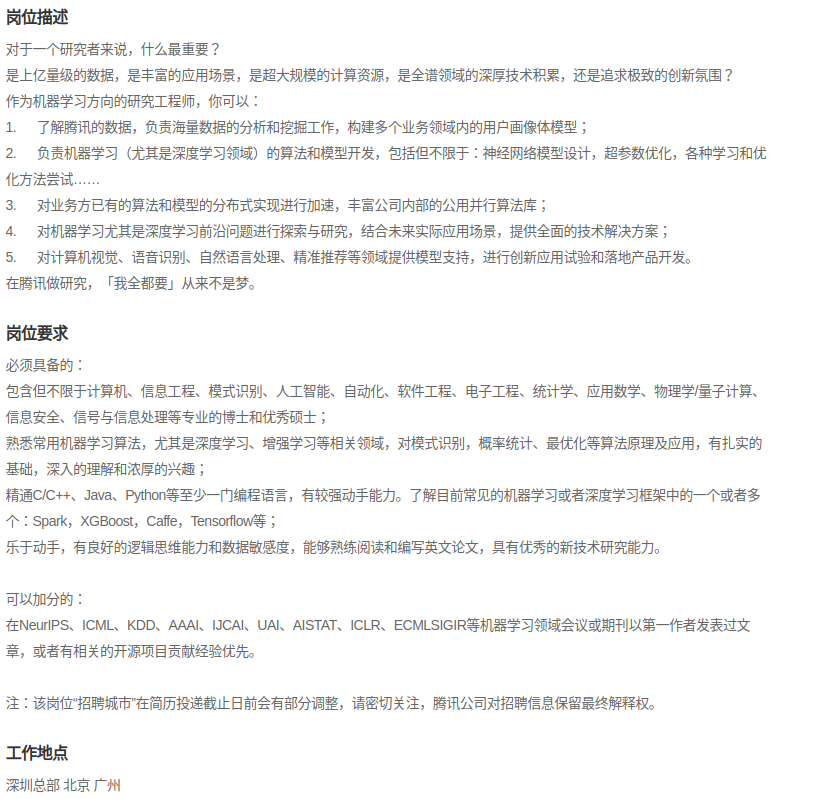 岗位描述
对于一个研究者来说，什么最重要？
是上亿量级的数据，是丰富的应用场景，是超大规模的计算资源，是全谱领域的深厚技术积累，还是追求极致的创新氛围？
作为机器学习方向的研究工程师，你可以：
1. 了解腾讯的数据，负责海量数据的分析和挖掘工作，构建多个业务领域内的用户画像体模型；
2. 负责机器学习（尤其是深度学习领域）的算法和模型开发，包括但不限于：神经网络模型设计，超参数优化，各种学习和优
化方法尝试……
3. 对业务方已有的算法和模型的分布式实现进行加速，丰富公司内部的公用并行算法库；
4. 对机器学习尤其是深度学习前沿问题进行探索与研究，结合未来实际应用场景，提供全面的技术解决方案；
5. 对计算机视觉、语音识别、自然语言处理、精准推荐等领域提供模型支持，进行创新应用试验和落地产品开发。
在腾讯做研究，「我全都要」从来不是梦。
岗位要求
必须具备的：
包含但不限于计算机、信息工程、模式识别、人工智能、自动化、软件工程、电子工程、统计学、应用数学、物理学/量子计算、
信息安全、信号与信息处理等专业的博士和优秀硕士；
熟悉常用机器学习算法，尤其是深度学习、增强学习等相关领域，对模式识别，概率统计、最优化等算法原理及应用，有扎实的
基础，深入的理解和浓厚的兴趣；
精通C/C++、Java、Python等至少一门编程语言，有较强动手能力。了解目前常见的机器学习或者深度学习框架中的一个或者多
个：Spark，XGBoost，Caffe，Tensorflow等；
乐于动手，有良好的逻辑思维能力和数据敏感度，能够熟练阅读和编写英文论文，具有优秀的新技术研究能力。
可以加分的：
在NeurIPS、ICML、KDD、AAAI、IJCAI、UAI、AISTAT、ICLR、ECMLSIGIR等机器学习领域会议或期刊以第一作者发表过文
章，或者有相关的开源项目贡献经验优先。
注：该岗位“招聘城市”在简历投递截止日前会有部分调整，请密切关注，腾讯公司对招聘信息保留最终解释权。
工作地点
深圳总部 北京 广州